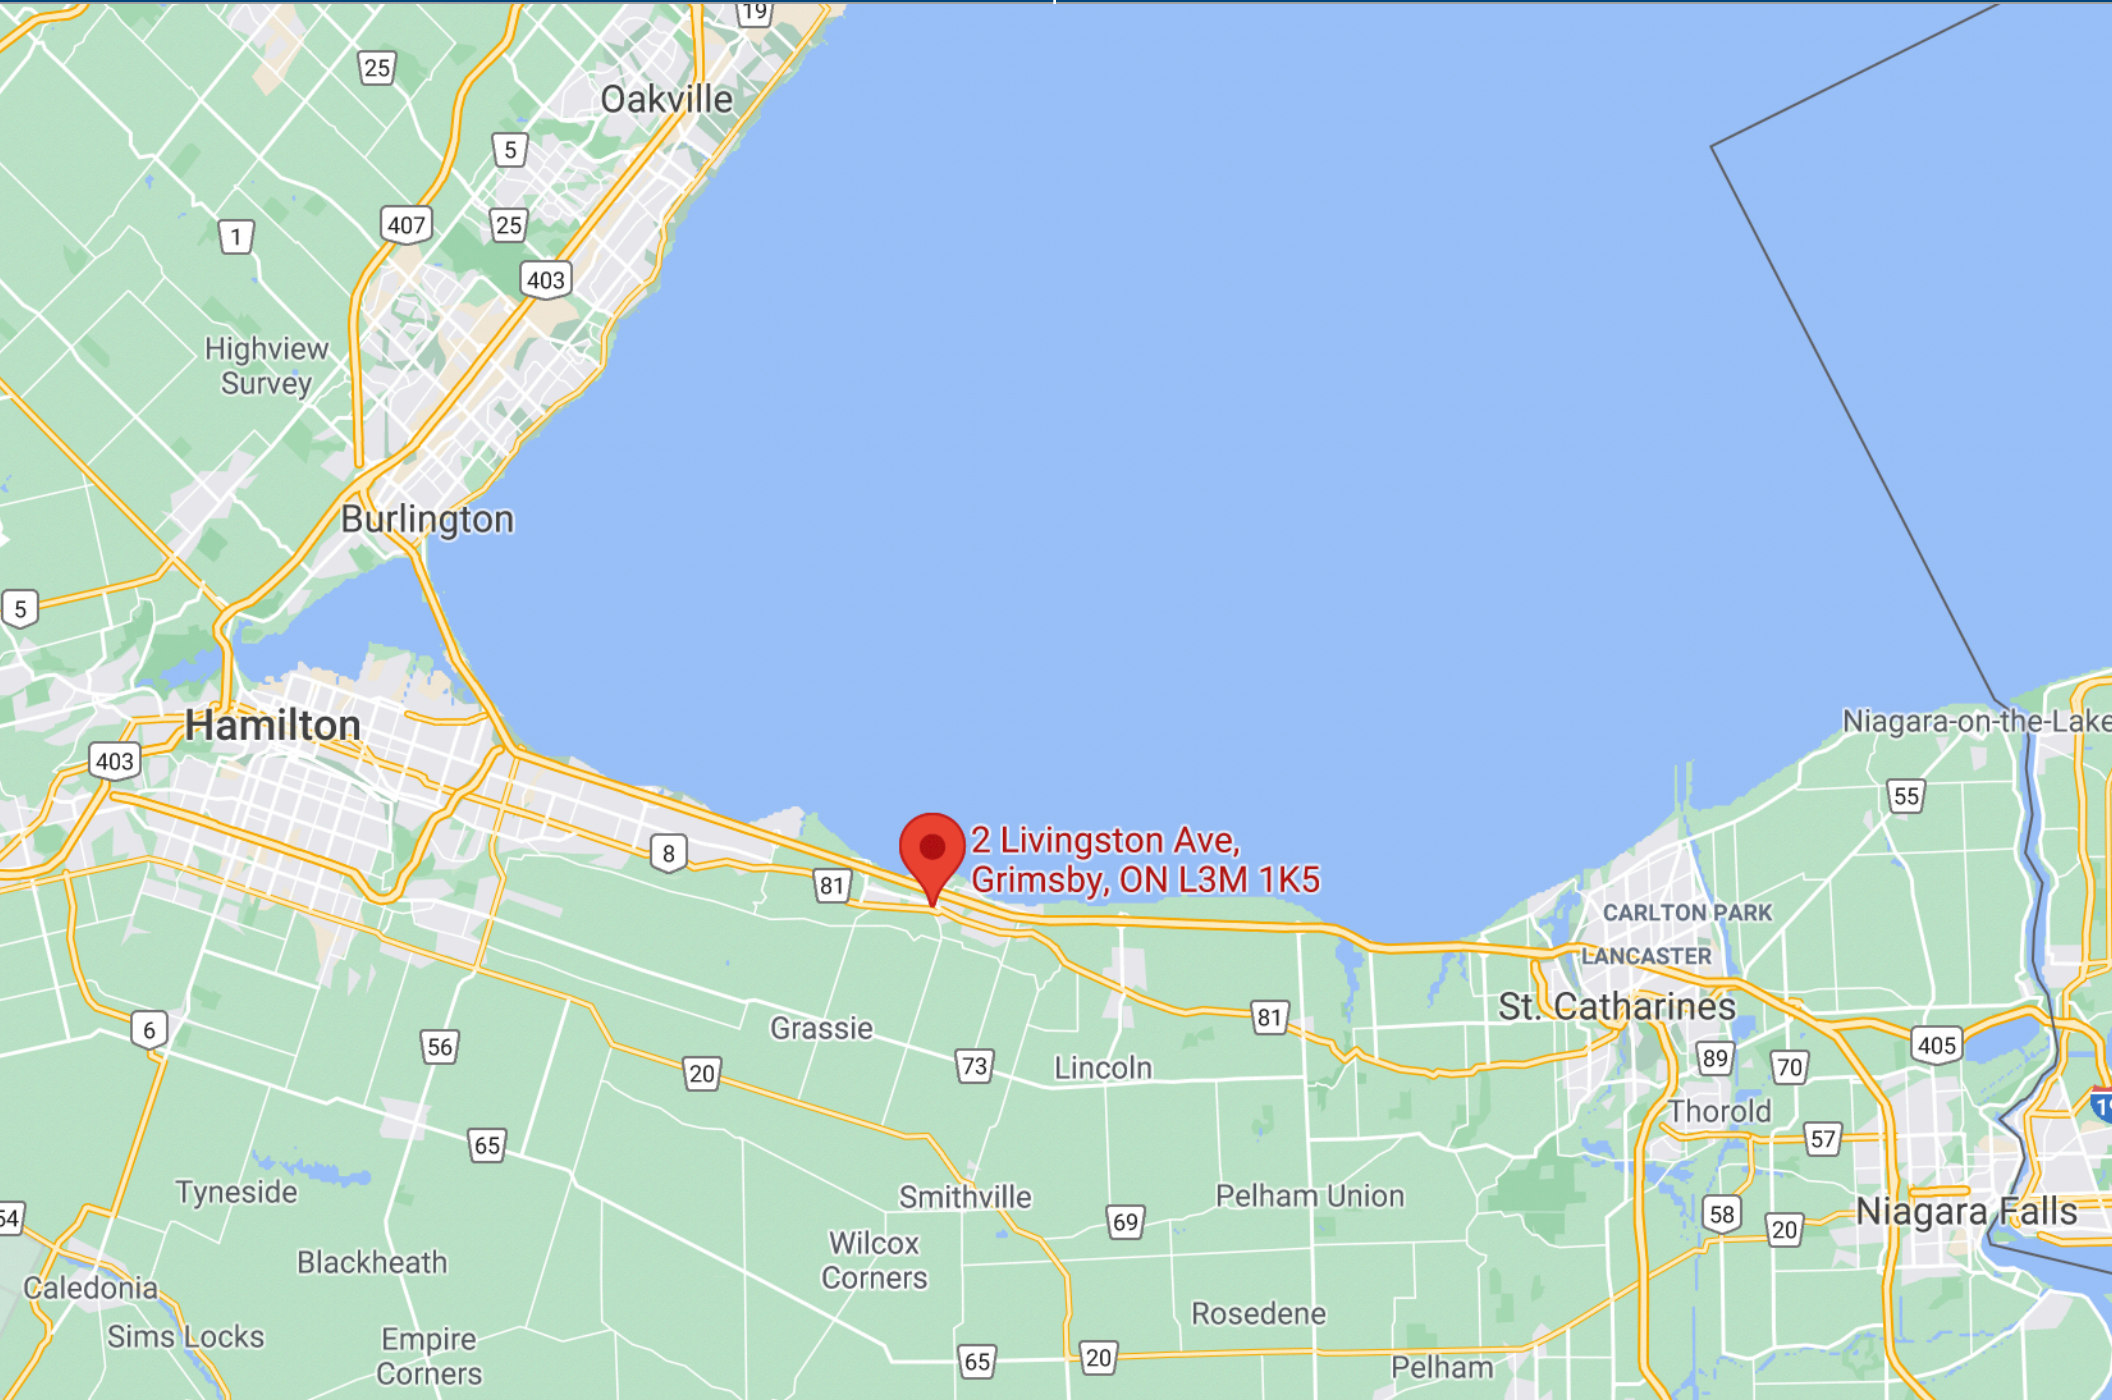 19
25
Oakville
5
407
25
1
403
Highview
Survey
Burlington
5
Hamilton
Niagara-on-the-Lake
403
55
2 Livingston Ave,
Grimsby, ON L3M 1K5
8
81
CARLTON PARK
LANCASTER
St. Catharines
81
6
Grassie
56
405
73
Lincoln
89
70
20
Thorold
57
65
Tyneside
Smithville
Pelham Union
54
69
58
20
Niagara Falls
Wilcox
Corners
Blackheath
Caledonia
Rosedene
Sims Locks
Empire
Corners
65
20
Pelham